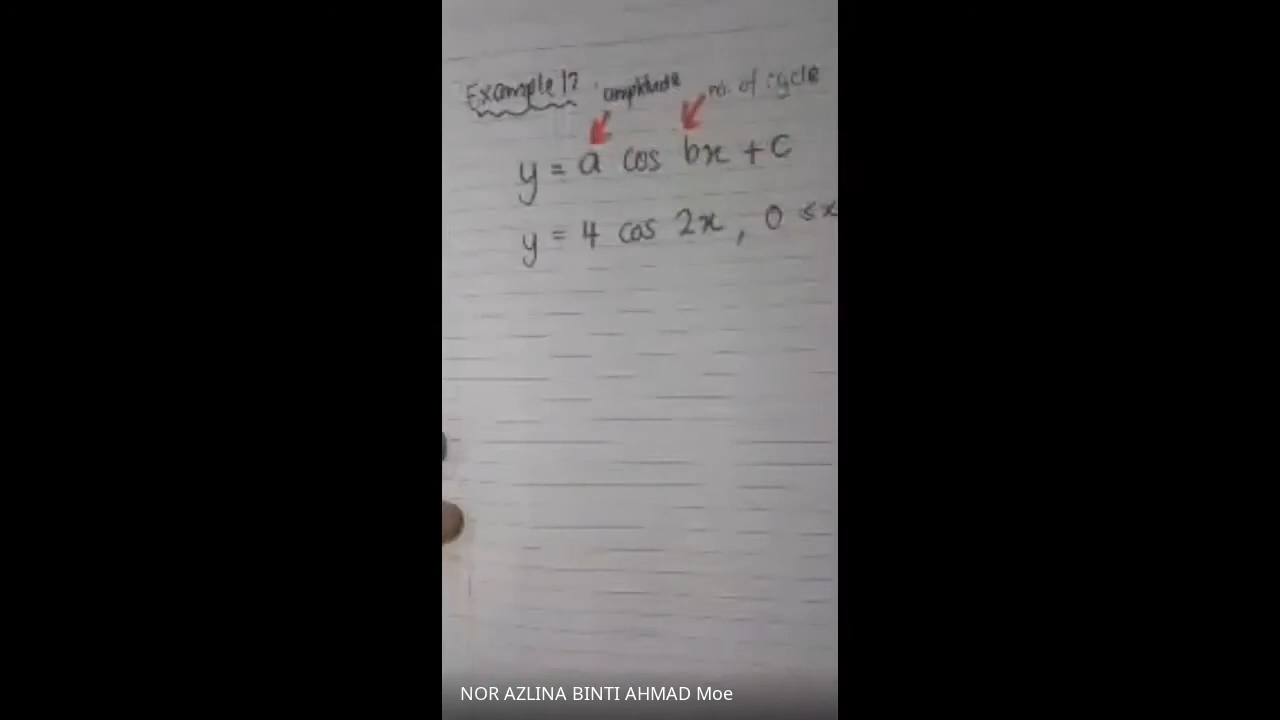 Example 17
amplitude no. of cycle
y = a cos bx + c
y = 4 cos 2x , 0 ≤ x
NOR AZLINA BINTI AHMAD Moe